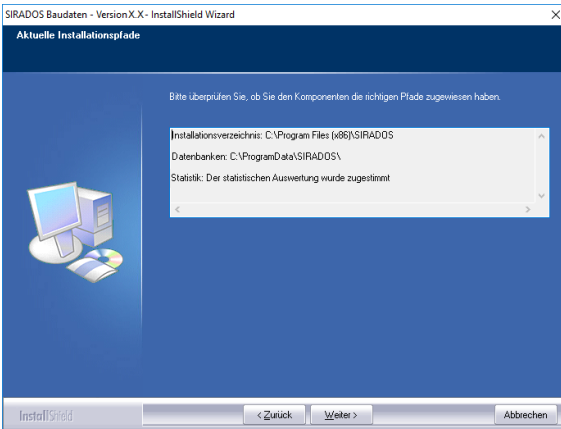 SIRADOS Baudaten - Version X.X - InstallShield Wizard
Aktuelle Installationspfade
Bitte überprüfen Sie, ob Sie den Komponenten die richtigen Pfade zugewiesen haben.
Installationsverzeichnis: C:\Program Files (x86)\SIRADOS
Datenbanken: C:\ProgramData\SIRADOS\
Statistik: Der statistischen Auswertung wurde zugestimmt
InstallShield
< Zurück
Weiter >
Abbrechen